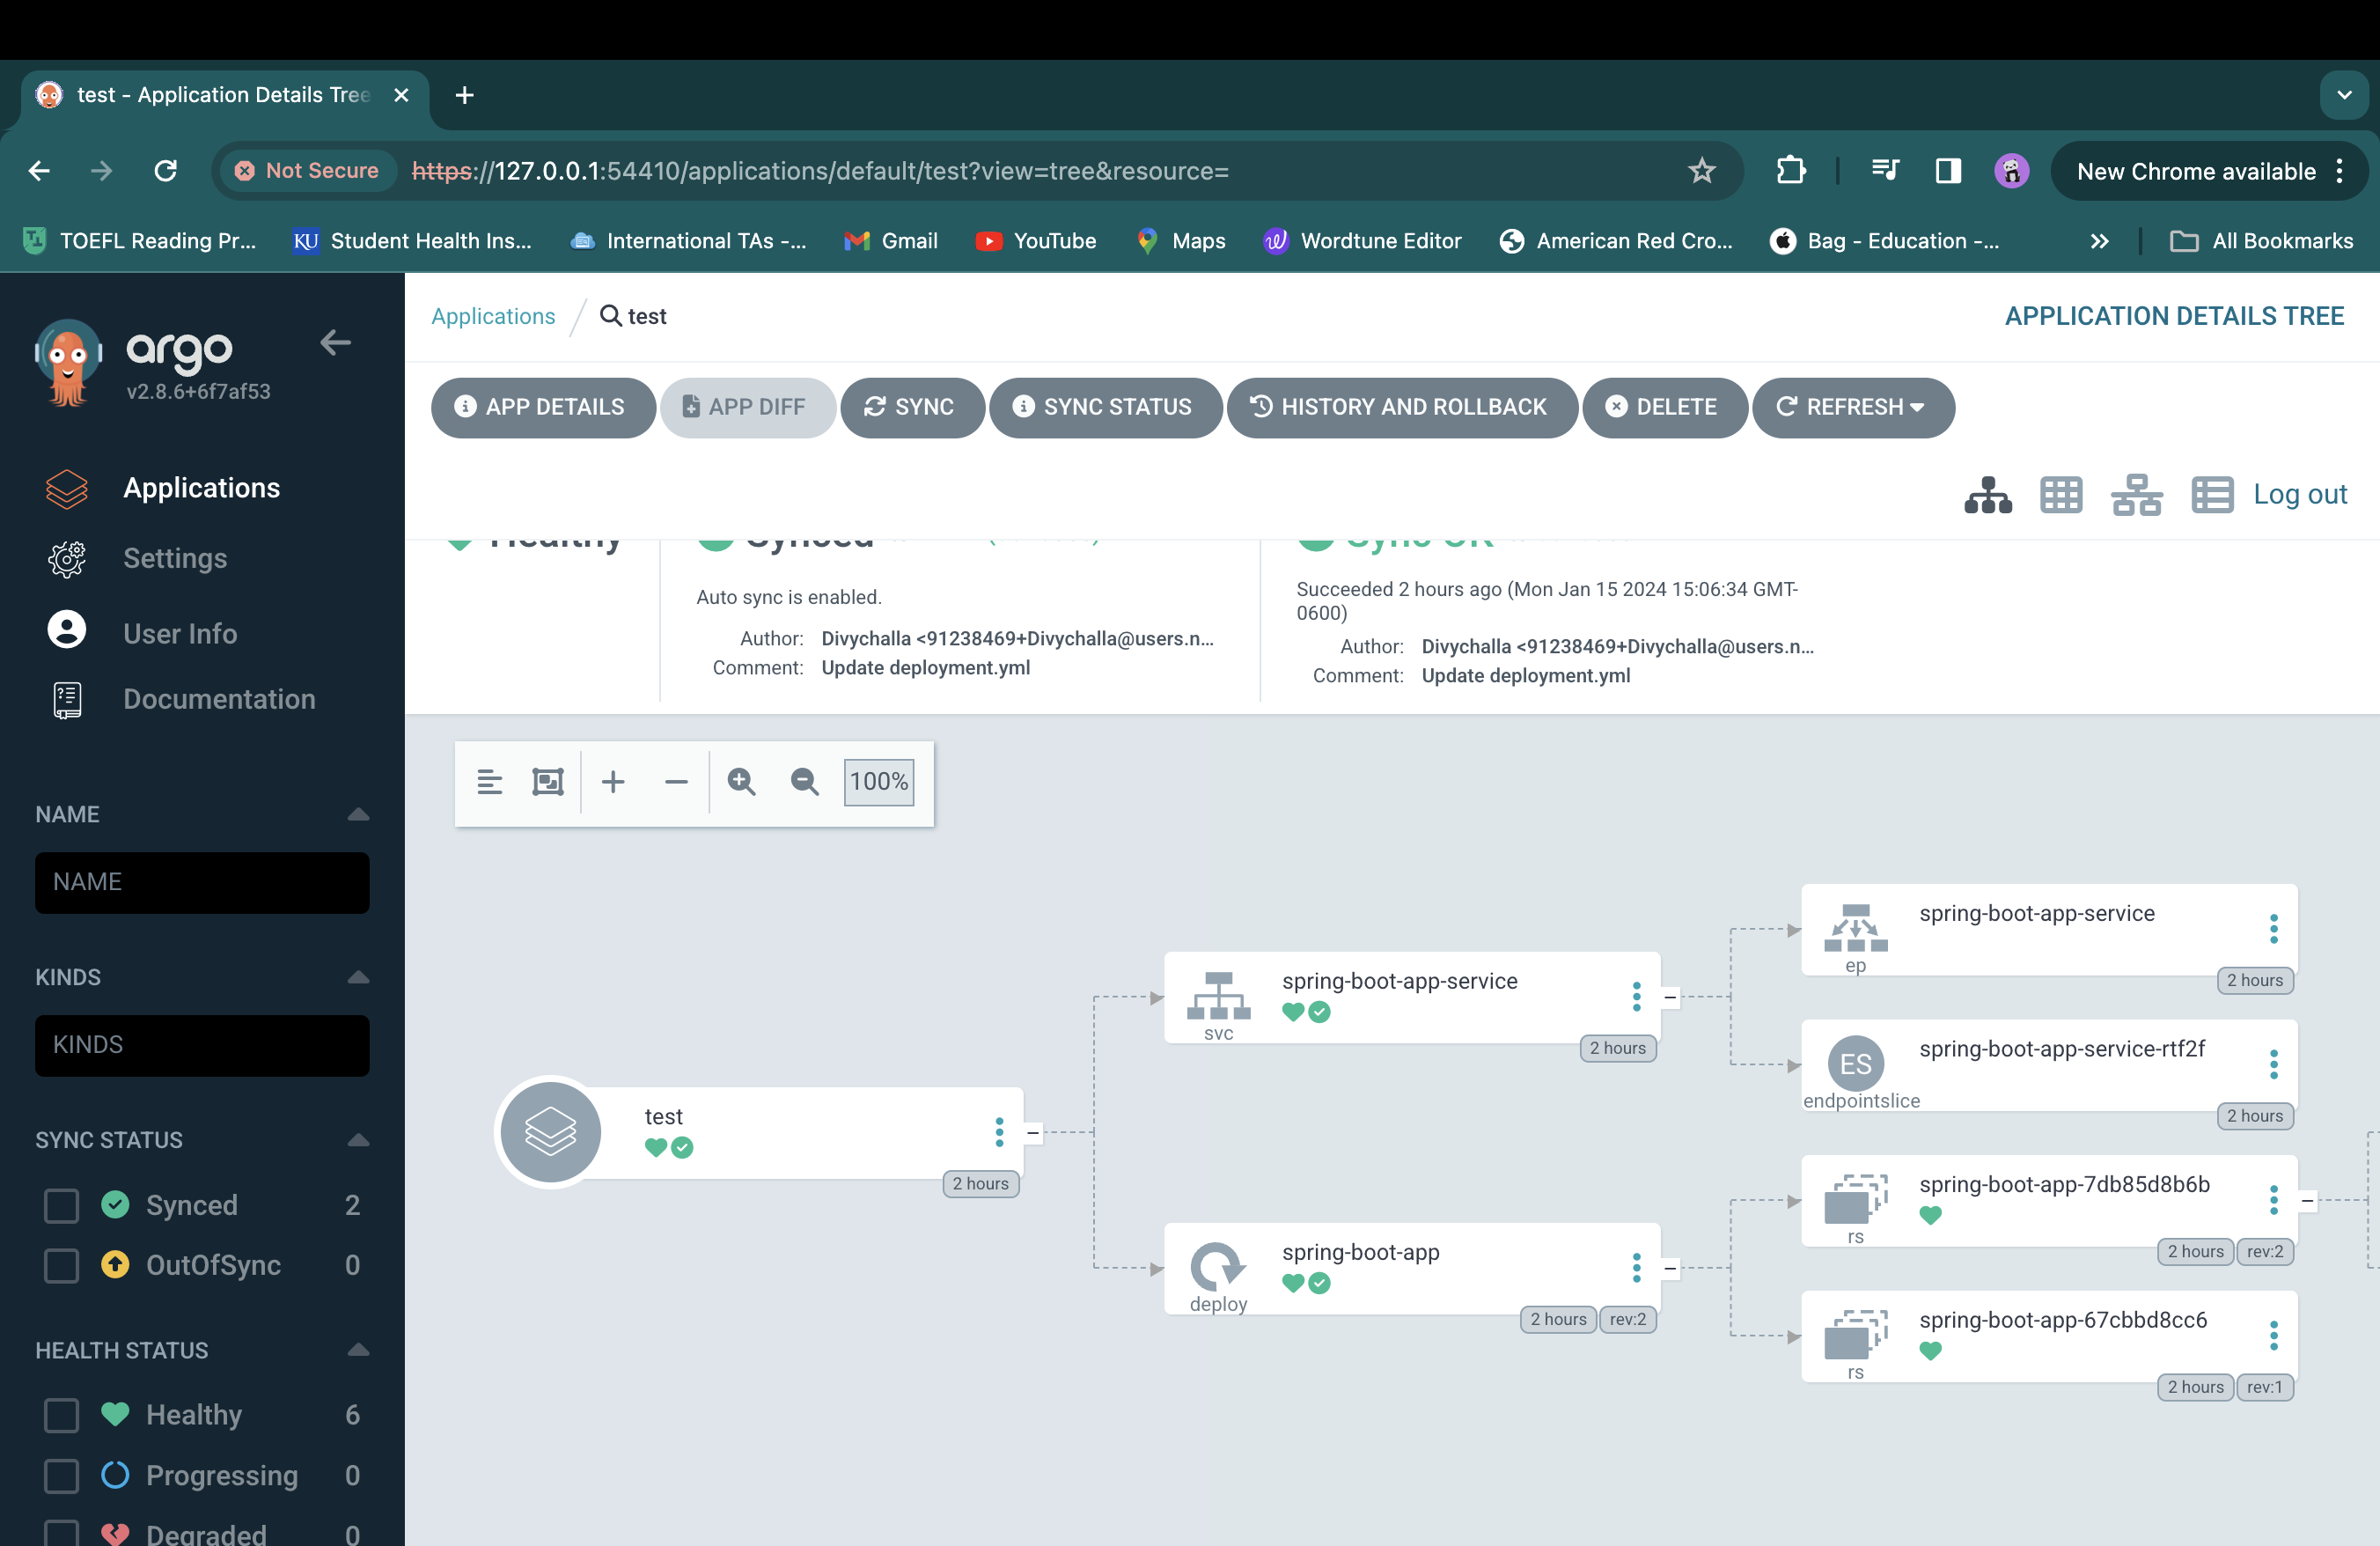 test - Application Details Tree
Not Secure
https://127.0.0.1:54410/applications/default/test?view=tree&resource=
New Chrome available
TOEFL Reading Pr...
KU Student Health Ins...
International TAs -...
Gmail
YouTube
Maps
Wordtune Editor
American Red Cro...
Bag - Education -...
All Bookmarks
argo
v2.8.6+6f7af53
Applications
Settings
User Info
Documentation
NAME
NAME
KINDS
KINDS
SYNC STATUS
Synced 2
OutOfSync 0
HEALTH STATUS
Healthy 6
Progressing 0
Degraded 0
Applications / test
APPLICATION DETAILS TREE
APP DETAILS
APP DIFF
SYNC
SYNC STATUS
HISTORY AND ROLLBACK
DELETE
REFRESH
Log out
Healthy
Synced
Auto sync is enabled.
Author: Divychalla <91238469+Divychalla@users.n...
Comment: Update deployment.yml
Sync OK
Succeeded 2 hours ago (Mon Jan 15 2024 15:06:34 GMT-
0600)
Author: Divychalla <91238469+Divychalla@users.n...
Comment: Update deployment.yml
100%
test
2 hours
spring-boot-app-service
svc
2 hours
spring-boot-app
deploy
2 hours rev:2
spring-boot-app-service
ep
2 hours
spring-boot-app-service-rtf2f
ES
endpointslice
2 hours
spring-boot-app-7db85d8b6b
rs
2 hours rev:2
spring-boot-app-67cbbd8cc6
rs
2 hours rev:1